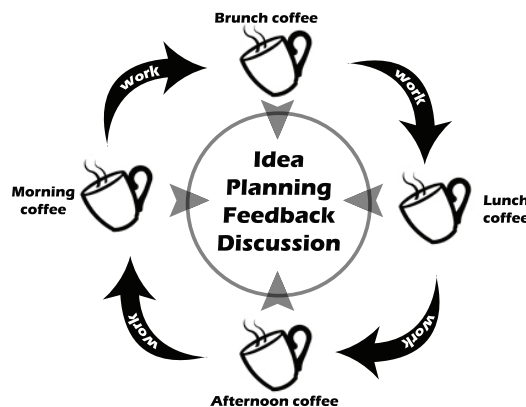 Brunch coffee
work
work
Idea
Planning
Feedback
Discussion
Morning
coffee
Lunch
coffee
work
work
Afternoon coffee